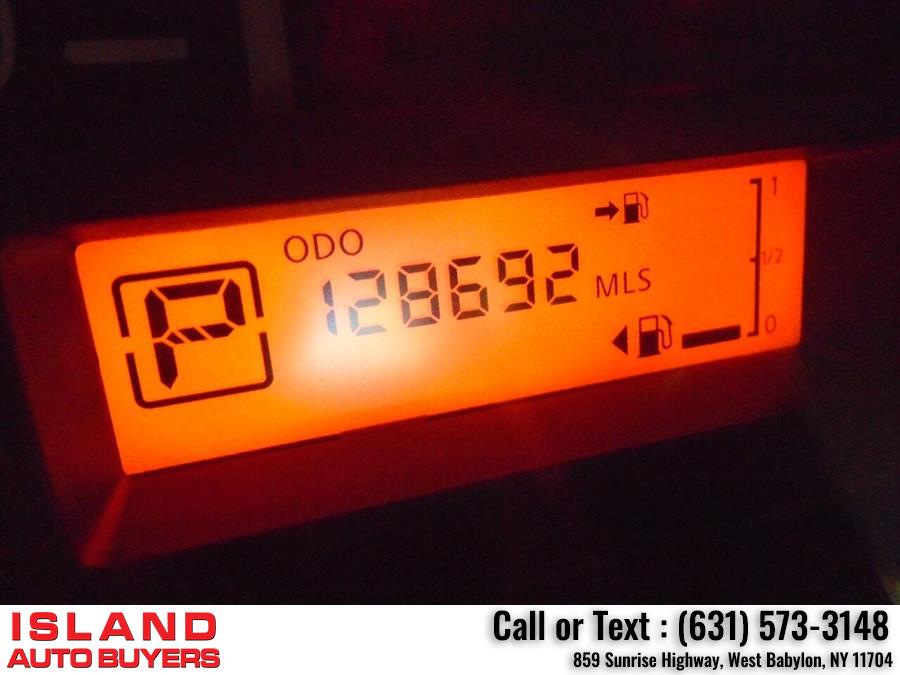 ODO
128692 MLS
P
1
1/2
0
ISLAND
AUTO BUYERS
Call or Text : (631) 573-3148
859 Sunrise Highway, West Babylon, NY 11704